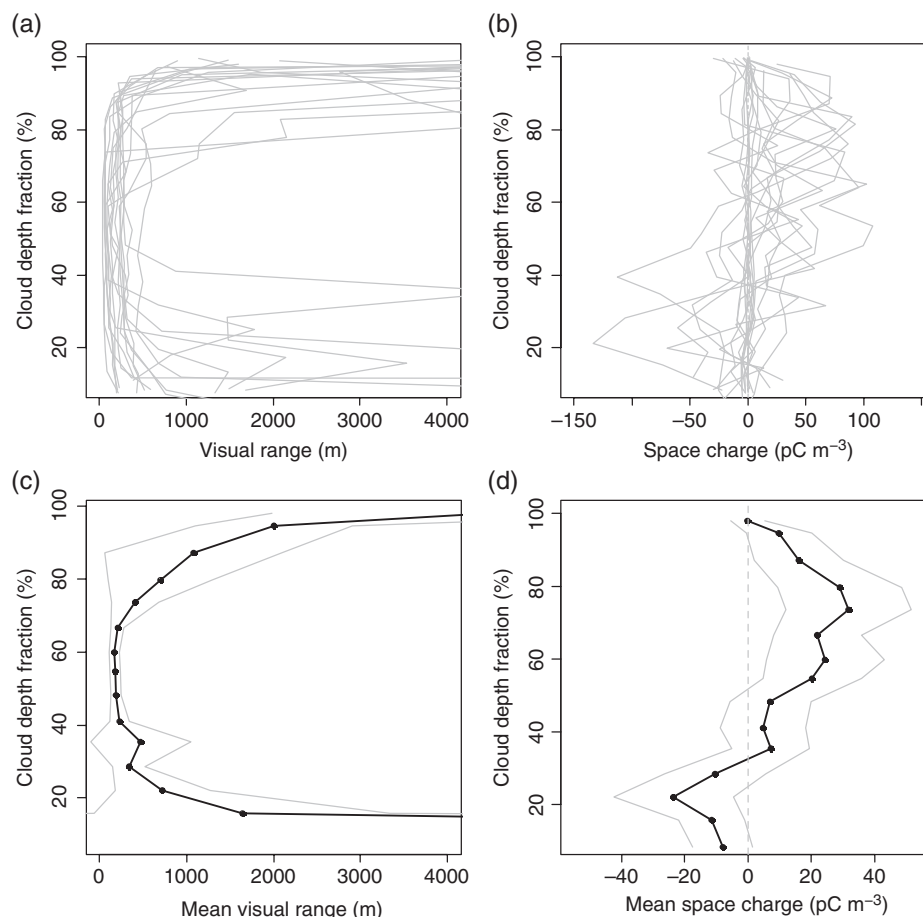 (a)
Cloud depth fraction (%)
100
80
60
40
20
0 1000 2000 3000 4000
Visual range (m)
(b)
Cloud depth fraction (%)
100
80
60
40
20
−150 −50 0 50 100
Space charge (pC m⁻³)
(c)
Cloud depth fraction (%)
100
80
60
40
20
0 1000 2000 3000 4000
Mean visual range (m)
(d)
Cloud depth fraction (%)
100
80
60
40
20
−40 −20 0 20 40
Mean space charge (pC m⁻³)